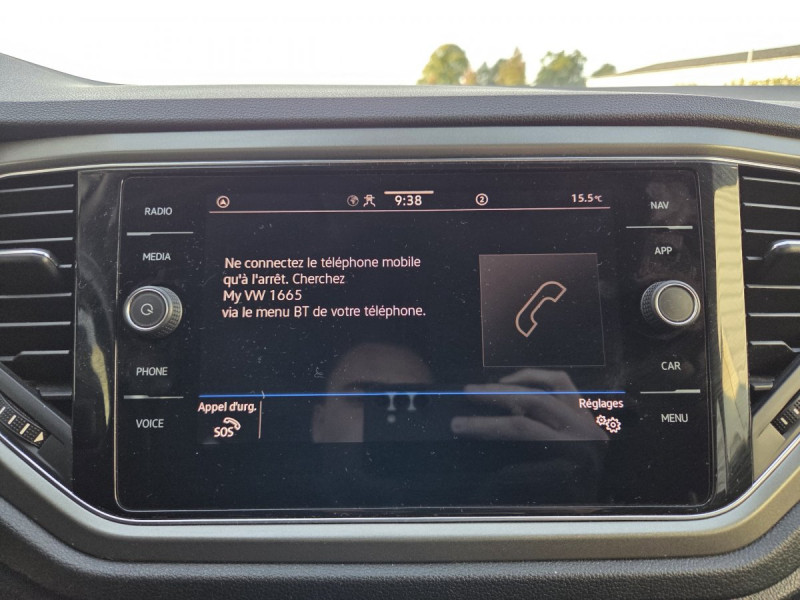 RADIO
MEDIA
PHONE
VOICE
9:38
2
15.5°C
Ne connectez le téléphone mobile
qu'à l'arrêt. Cherchez
My VW 1665
via le menu BT de votre téléphone.
Appel d'urg.
SOS
Réglages
NAV
APP
CAR
MENU